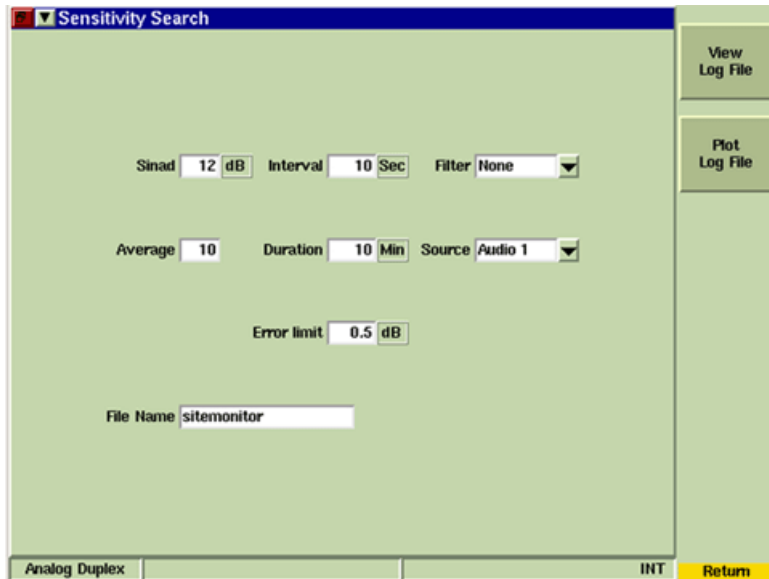 Sensitivity Search
View
Log File
Plot
Log File
Sinad 12 dB Interval 10 Sec Filter None
Average 10 Duration 10 Min Source Audio 1
Error limit 0.5 dB
File Name sitemonitor
Analog Duplex INT Return